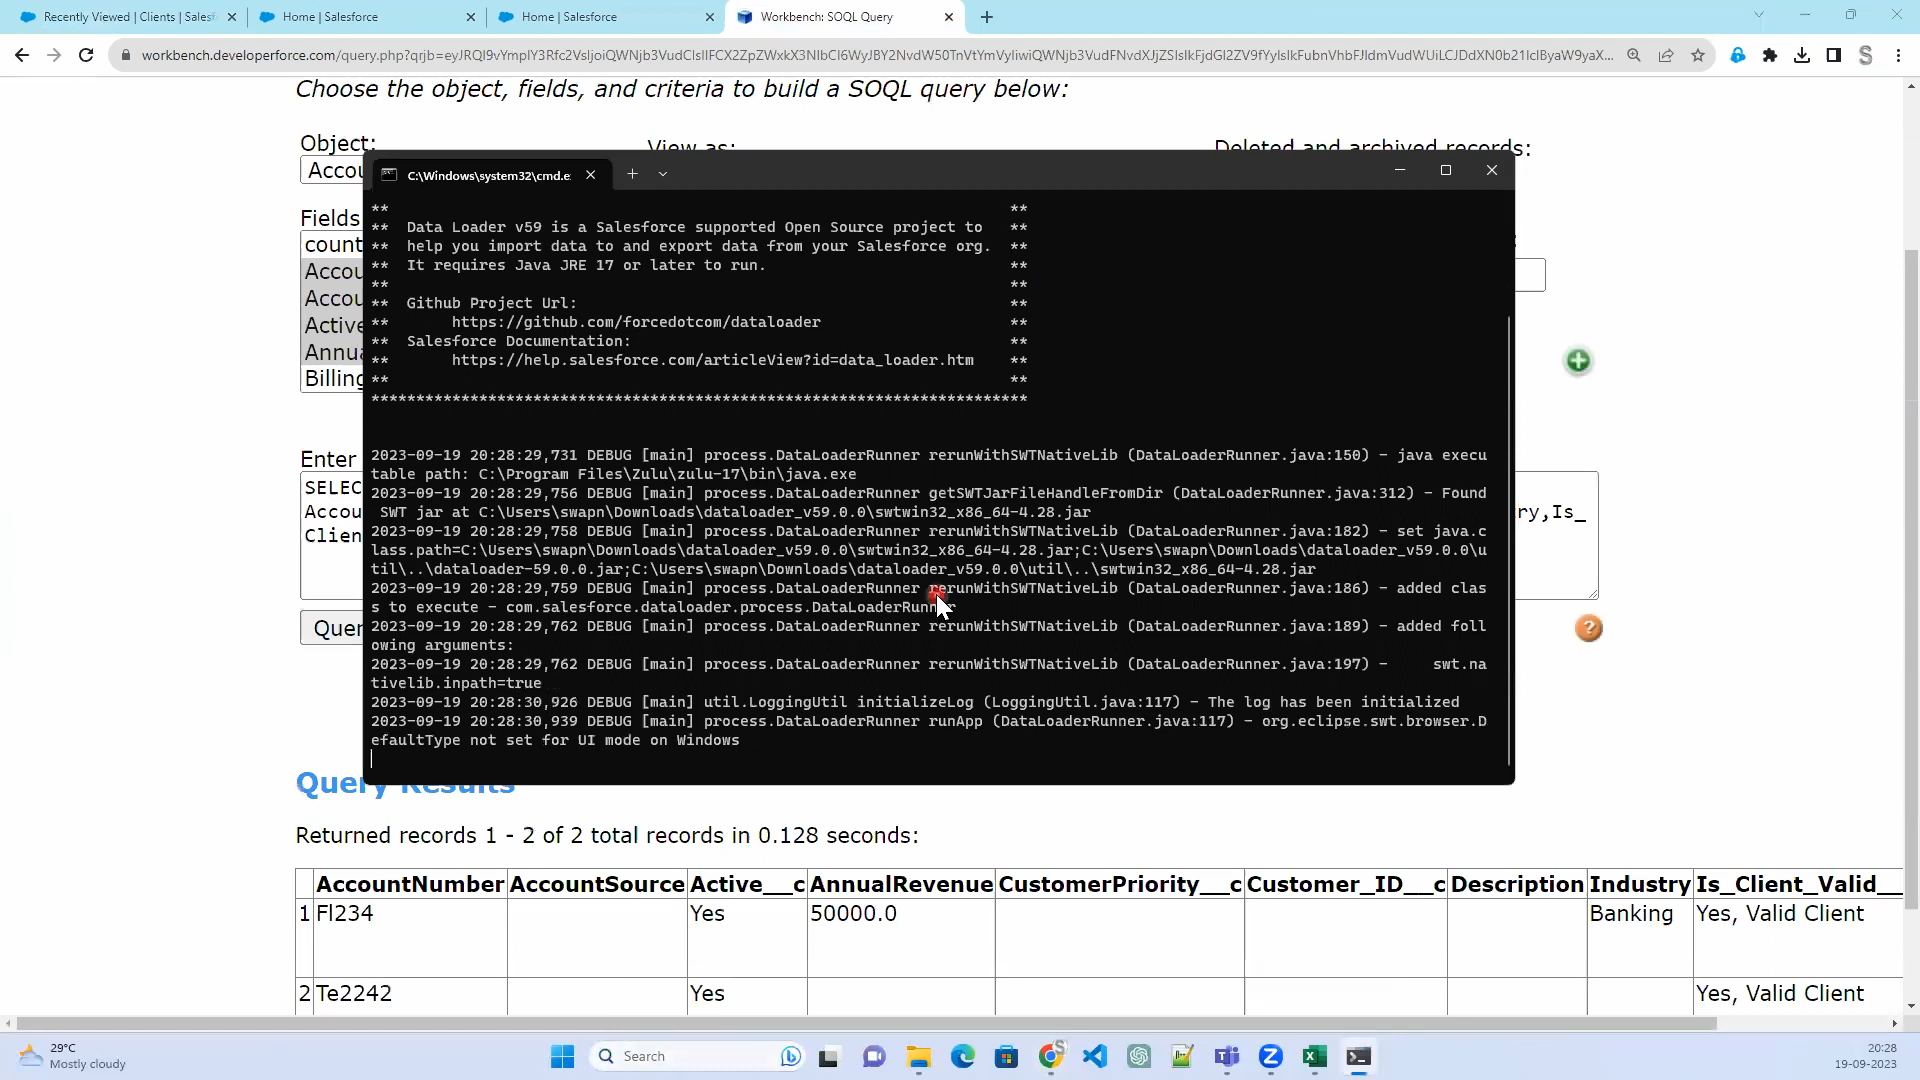 Recently Viewed | Clients | Salesf
Home | Salesforce
Home | Salesforce
Workbench: SOQL Query
Choose the object, fields, and criteria to build a SOQL query below:
Object:
View as:
Deleted and archived records:
Accou
C:\Windows\system32\cmd.e
Fields
count
Accou
Accou
Active
Annua
Billing
** **
** Data Loader v59 is a Salesforce supported Open Source project to **
** help you import data to and export data from your Salesforce org. **
** It requires Java JRE 17 or later to run. **
** **
** Github Project Url: **
** https://github.com/forcedotcom/dataloader **
** Salesforce Documentation: **
** https://help.salesforce.com/articleView?id=data_loader.htm **
** **
*************************************************************************
2023-09-19 20:28:29,731 DEBUG [main] process.DataLoaderRunner rerunWithSWTNativeLib (DataLoaderRunner.java:150) - java execu
table path: C:\Program Files\Zulu\zulu-17\bin\java.exe
2023-09-19 20:28:29,756 DEBUG [main] process.DataLoaderRunner getSWTJarFileHandleFromDir (DataLoaderRunner.java:312) - Found
SWT jar at C:\Users\swapn\Downloads\dataloader_v59.0.0\swtwin32_x86_64-4.28.jar
2023-09-19 20:28:29,758 DEBUG [main] process.DataLoaderRunner rerunWithSWTNativeLib (DataLoaderRunner.java:182) - set java.c
lass.path=C:\Users\swapn\Downloads\dataloader_v59.0.0\swtwin32_x86_64-4.28.jar;C:\Users\swapn\Downloads\dataloader_v59.0.0\u
til\..\dataloader-59.0.0.jar;C:\Users\swapn\Downloads\dataloader_v59.0.0\util\..\swtwin32_x86_64-4.28.jar
2023-09-19 20:28:29,759 DEBUG [main] process.DataLoaderRunner rerunWithSWTNativeLib (DataLoaderRunner.java:186) - added clas
s to execute - com.salesforce.dataloader.process.DataLoaderRunner
2023-09-19 20:28:29,762 DEBUG [main] process.DataLoaderRunner rerunWithSWTNativeLib (DataLoaderRunner.java:189) - added foll
owing arguments:
2023-09-19 20:28:29,762 DEBUG [main] process.DataLoaderRunner rerunWithSWTNativeLib (DataLoaderRunner.java:197) - swt.na
tivelib.inpath=true
2023-09-19 20:28:30,926 DEBUG [main] util.LoggingUtil initializeLog (LoggingUtil.java:117) - The log has been initialized
2023-09-19 20:28:30,939 DEBUG [main] process.DataLoaderRunner runApp (DataLoaderRunner.java:117) - org.eclipse.swt.browser.D
efaultType not set for UI mode on Windows
Enter
SELEC
Accou ry,Is_
Clien
Quer
Query Results
Returned records 1 - 2 of 2 total records in 0.128 seconds:
AccountNumber AccountSource Active__c AnnualRevenue CustomerPriority__c Customer_ID__c Description Industry Is_Client_Valid__
1 Fl234 Yes 50000.0 Banking Yes, Valid Client
2 Te2242 Yes Yes, Valid Client
29°C
Mostly cloudy
Search
20:28
19-09-2023